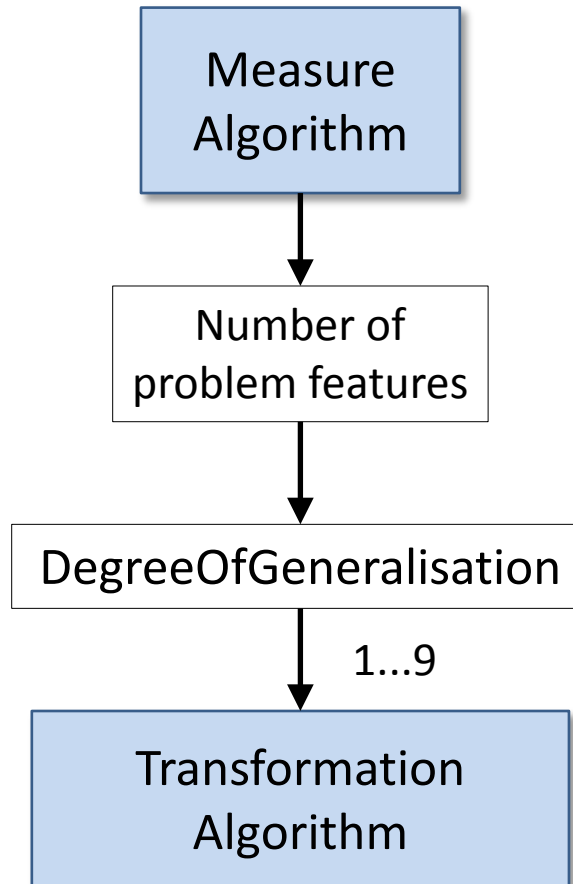 Measure
Algorithm
Number of
problem features
DegreeOfGeneralisation
1...9
Transformation
Algorithm